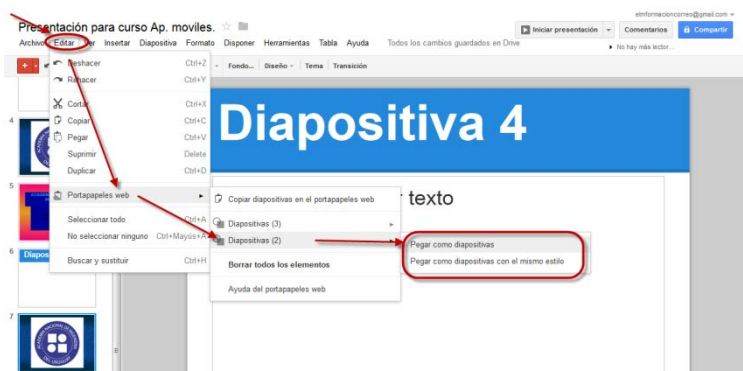 elinformacioncorreo@gmail.com
Presentación para curso Ap. moviles.
Iniciar presentación
Comentarios
Compartir
Archivo Editar Ver Insertar Diapositiva Formato Disponer Herramientas Tabla Ayuda Todos los cambios guardados en Drive
No hay más lector...
Deshacer Ctrl+Z
Fondo... Diseño Tema Transición
Rehacer Ctrl+Y
Cortar Ctrl+X
Copiar Ctrl+C
Pegar Ctrl+V
Suprimir Delete
Duplicar Ctrl+D
Portapapeles web
Seleccionar todo Ctrl+A
No seleccionar ninguno Ctrl+Mayús+A
Buscar y sustituir Ctrl+H
Diapositiva 4
texto
Copiar diapositivas en el portapapeles web
Diapositivas (3)
Diapositivas (2)
Borrar todos los elementos
Ayuda del portapapeles web
Pegar como diapositivas
Pegar como diapositivas con el mismo estilo
4
5
6
Diapos
7